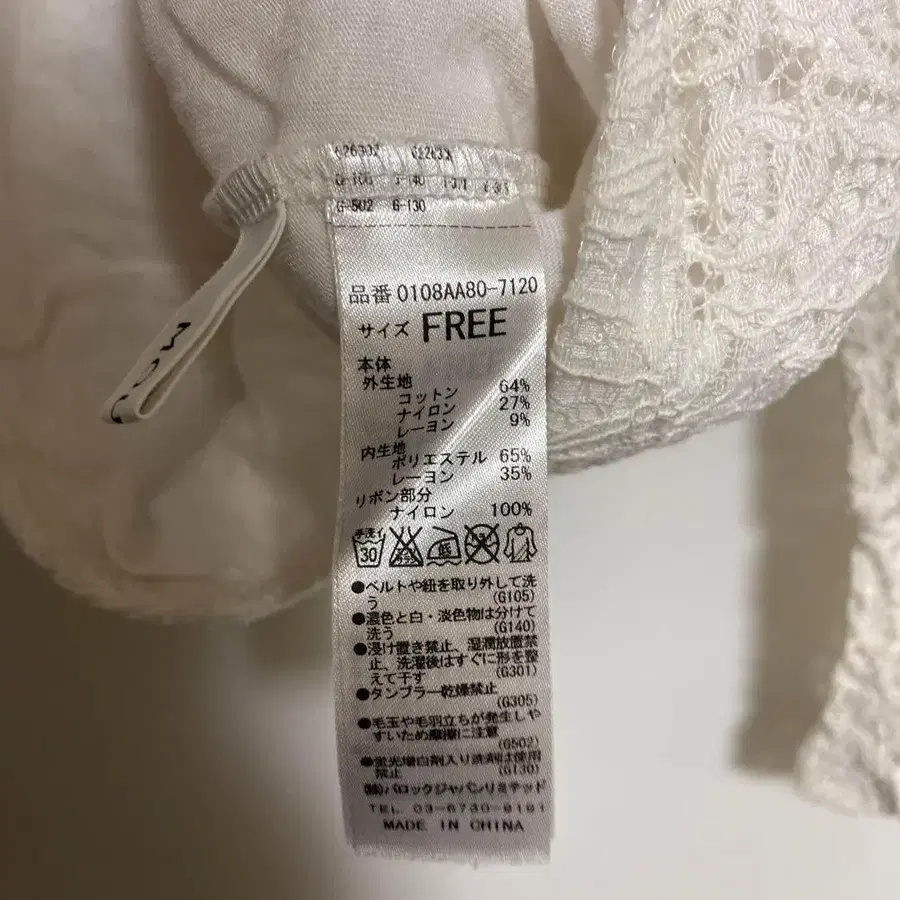 G-502 G-130
品番 0108AA80-7120
サイズ FREE
本体
外生地
コットン 64%
ナイロン 27%
レーヨン 9%
内生地
ポリエステル 65%
レーヨン 35%
リボン部分
ナイロン 100%
手洗イ
30
低
●ベルトや紐を取り外して洗
う (G105)
●濃色と白・淡色物は分けて
洗う (G140)
●浸け置き禁止、湿潤放置禁
止、洗濯後はすぐに形を整
えて干す (G301)
●タンブラー乾燥禁止
(G305)
●毛玉や毛羽立ちが発生しや
すいため摩擦に注意
(G502)
●蛍光増白剤入り洗剤は使用
禁止 (G130)
㈱バロックジャパンリミテッド
TEL 03-6730-9191
MADE IN CHINA